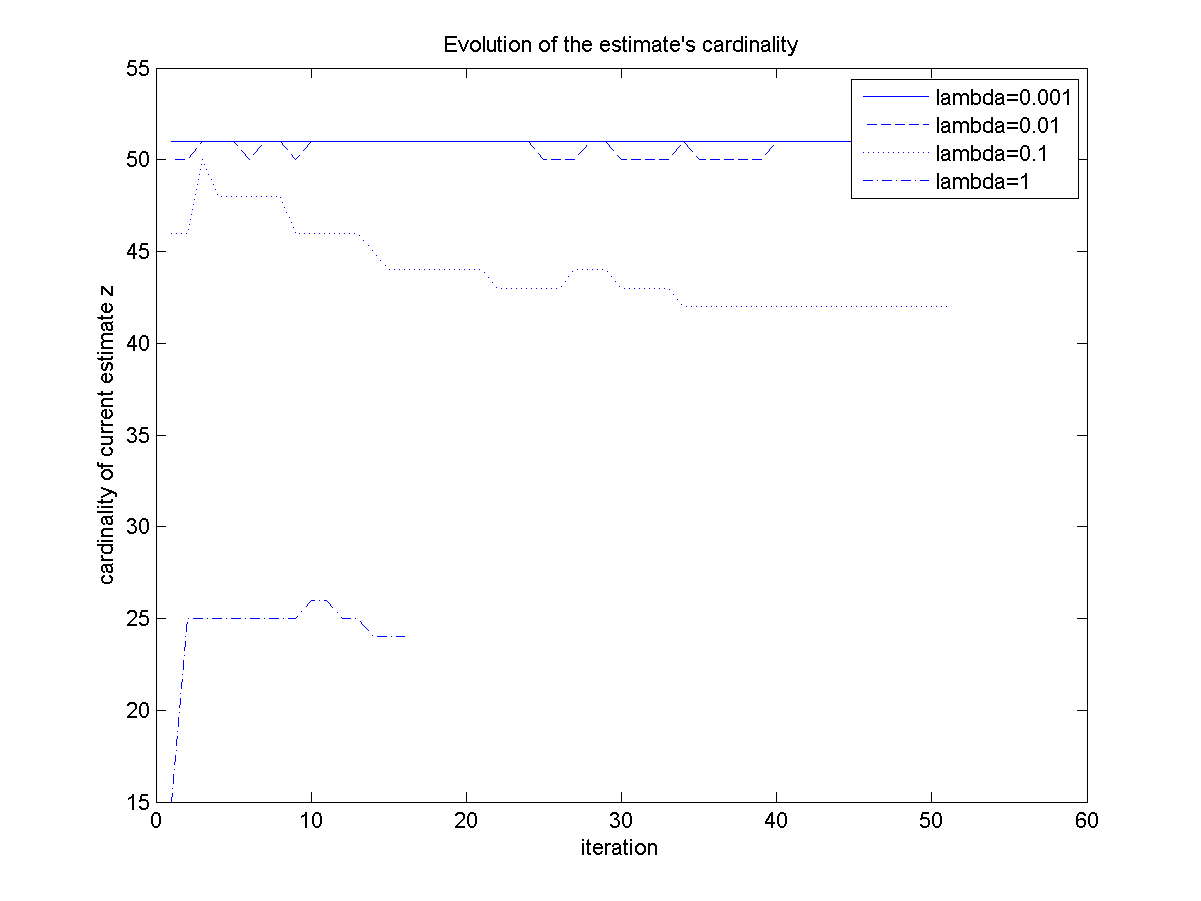 Evolution of the estimate's cardinality
lambda=0.001
lambda=0.01
lambda=0.1
lambda=1
55
50
45
40
35
30
25
20
15
cardinality of current estimate z
0 10 20 30 40 50 60
iteration